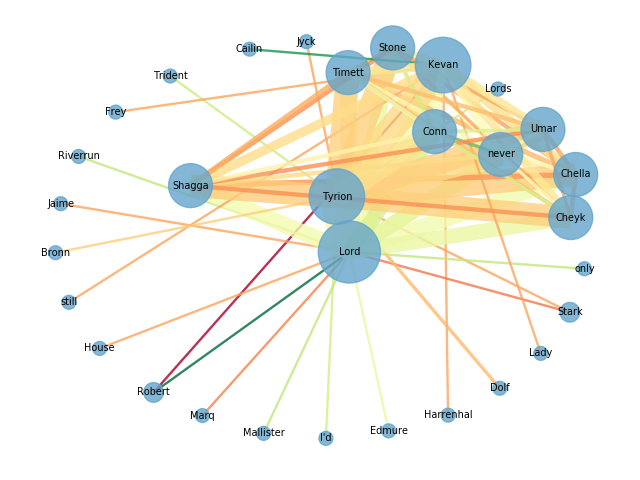 Jyck
Cailin
Stone
Kevan
Timett
Trident
Lords
Frey
Conn
Umar
never
Riverrun
Chella
Shagga
Tyrion
Jaime
Cheyk
Bronn
Lord
only
still
Stark
House
Lady
Robert
Dolf
Marq
Harrenhal
Mallister
I'd
Edmure